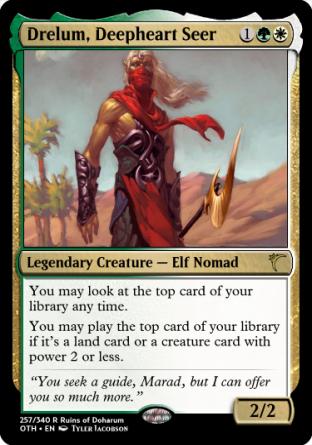 Drelum, Deepheart Seer 1
Legendary Creature — Elf Nomad
You may look at the top card of your
library any time.
You may play the top card of your library
if it's a land card or a creature card with
power 2 or less.
“You seek a guide, Marad, but I can offer
you so much more.”
2/2
257/340 R Ruins of Doharum
OTH • EN Tyler Jacobson